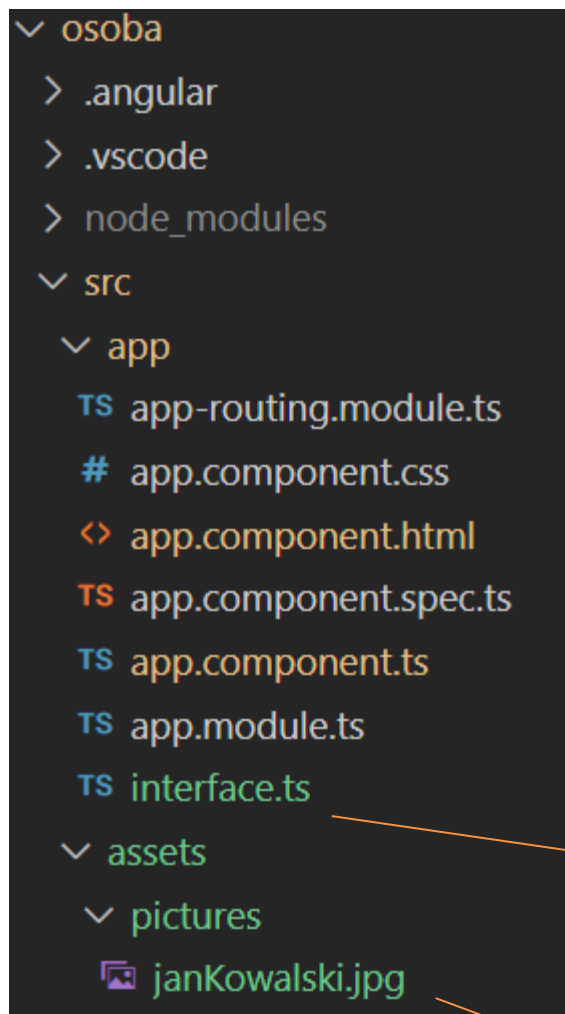 osoba
.angular
.vscode
node_modules
src
app
TS app-routing.module.ts
# app.component.css
<> app.component.html
TS app.component.spec.ts
TS app.component.ts
TS app.module.ts
TS interface.ts
assets
pictures
janKowalski.jpg